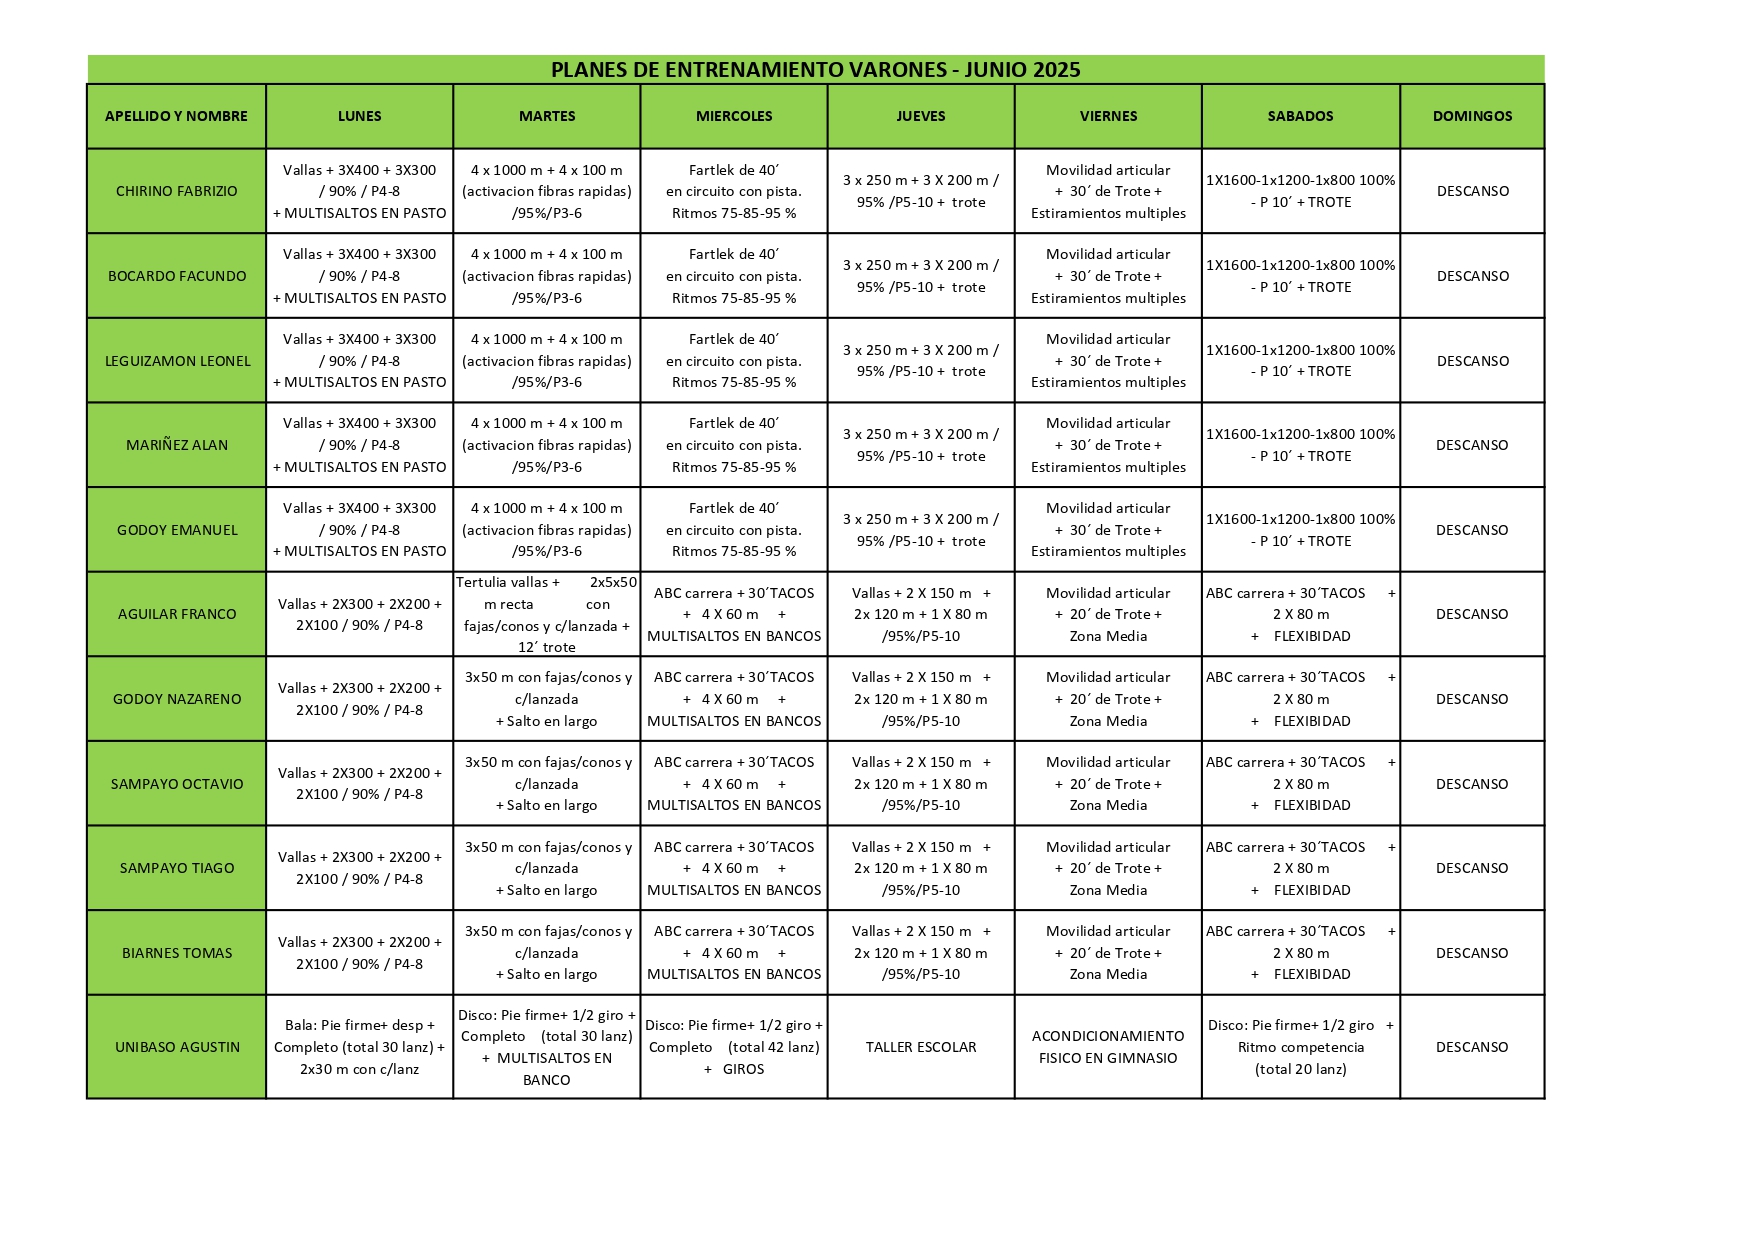 PLANES DE ENTRENAMIENTO VARONES - JUNIO 2025
APELLIDO Y NOMBRE LUNES MARTES MIERCOLES JUEVES VIERNES SABADOS DOMINGOS
CHIRINO FABRIZIO
Vallas + 3X400 + 3X300
/ 90% / P4-8
+ MULTISALTOS EN PASTO
4 x 1000 m + 4 x 100 m
(activacion fibras rapidas)
/95%/P3-6
Fartlek de 40´
en circuito con pista.
Ritmos 75-85-95 %
3 x 250 m + 3 X 200 m /
95% /P5-10 + trote
Movilidad articular
+ 30´ de Trote +
Estiramientos multiples
1X1600-1x1200-1x800 100%
- P 10´ + TROTE
DESCANSO
BOCARDO FACUNDO
Vallas + 3X400 + 3X300
/ 90% / P4-8
+ MULTISALTOS EN PASTO
4 x 1000 m + 4 x 100 m
(activacion fibras rapidas)
/95%/P3-6
Fartlek de 40´
en circuito con pista.
Ritmos 75-85-95 %
3 x 250 m + 3 X 200 m /
95% /P5-10 + trote
Movilidad articular
+ 30´ de Trote +
Estiramientos multiples
1X1600-1x1200-1x800 100%
- P 10´ + TROTE
DESCANSO
LEGUIZAMON LEONEL
Vallas + 3X400 + 3X300
/ 90% / P4-8
+ MULTISALTOS EN PASTO
4 x 1000 m + 4 x 100 m
(activacion fibras rapidas)
/95%/P3-6
Fartlek de 40´
en circuito con pista.
Ritmos 75-85-95 %
3 x 250 m + 3 X 200 m /
95% /P5-10 + trote
Movilidad articular
+ 30´ de Trote +
Estiramientos multiples
1X1600-1x1200-1x800 100%
- P 10´ + TROTE
DESCANSO
MARIÑEZ ALAN
Vallas + 3X400 + 3X300
/ 90% / P4-8
+ MULTISALTOS EN PASTO
4 x 1000 m + 4 x 100 m
(activacion fibras rapidas)
/95%/P3-6
Fartlek de 40´
en circuito con pista.
Ritmos 75-85-95 %
3 x 250 m + 3 X 200 m /
95% /P5-10 + trote
Movilidad articular
+ 30´ de Trote +
Estiramientos multiples
1X1600-1x1200-1x800 100%
- P 10´ + TROTE
DESCANSO
GODOY EMANUEL
Vallas + 3X400 + 3X300
/ 90% / P4-8
+ MULTISALTOS EN PASTO
4 x 1000 m + 4 x 100 m
(activacion fibras rapidas)
/95%/P3-6
Fartlek de 40´
en circuito con pista.
Ritmos 75-85-95 %
3 x 250 m + 3 X 200 m /
95% /P5-10 + trote
Movilidad articular
+ 30´ de Trote +
Estiramientos multiples
1X1600-1x1200-1x800 100%
- P 10´ + TROTE
DESCANSO
AGUILAR FRANCO
Vallas + 2X300 + 2X200 +
2X100 / 90% / P4-8
Tertulia vallas + 2x5x50
m recta con
fajas/conos y c/lanzada +
12´ trote
ABC carrera + 30´TACOS
+ 4 X 60 m +
MULTISALTOS EN BANCOS
Vallas + 2 X 150 m +
2x 120 m + 1 X 80 m
/95%/P5-10
Movilidad articular
+ 20´ de Trote +
Zona Media
ABC carrera + 30´TACOS +
2 X 80 m
+ FLEXIBIDAD
DESCANSO
GODOY NAZARENO
Vallas + 2X300 + 2X200 +
2X100 / 90% / P4-8
3x50 m con fajas/conos y
c/lanzada
+ Salto en largo
ABC carrera + 30´TACOS
+ 4 X 60 m +
MULTISALTOS EN BANCOS
Vallas + 2 X 150 m +
2x 120 m + 1 X 80 m
/95%/P5-10
Movilidad articular
+ 20´ de Trote +
Zona Media
ABC carrera + 30´TACOS +
2 X 80 m
+ FLEXIBIDAD
DESCANSO
SAMPAYO OCTAVIO
Vallas + 2X300 + 2X200 +
2X100 / 90% / P4-8
3x50 m con fajas/conos y
c/lanzada
+ Salto en largo
ABC carrera + 30´TACOS
+ 4 X 60 m +
MULTISALTOS EN BANCOS
Vallas + 2 X 150 m +
2x 120 m + 1 X 80 m
/95%/P5-10
Movilidad articular
+ 20´ de Trote +
Zona Media
ABC carrera + 30´TACOS +
2 X 80 m
+ FLEXIBIDAD
DESCANSO
SAMPAYO TIAGO
Vallas + 2X300 + 2X200 +
2X100 / 90% / P4-8
3x50 m con fajas/conos y
c/lanzada
+ Salto en largo
ABC carrera + 30´TACOS
+ 4 X 60 m +
MULTISALTOS EN BANCOS
Vallas + 2 X 150 m +
2x 120 m + 1 X 80 m
/95%/P5-10
Movilidad articular
+ 20´ de Trote +
Zona Media
ABC carrera + 30´TACOS +
2 X 80 m
+ FLEXIBIDAD
DESCANSO
BIARNES TOMAS
Vallas + 2X300 + 2X200 +
2X100 / 90% / P4-8
3x50 m con fajas/conos y
c/lanzada
+ Salto en largo
ABC carrera + 30´TACOS
+ 4 X 60 m +
MULTISALTOS EN BANCOS
Vallas + 2 X 150 m +
2x 120 m + 1 X 80 m
/95%/P5-10
Movilidad articular
+ 20´ de Trote +
Zona Media
ABC carrera + 30´TACOS +
2 X 80 m
+ FLEXIBIDAD
DESCANSO
UNIBASO AGUSTIN
Bala: Pie firme+ desp +
Completo (total 30 lanz) +
2x30 m con c/lanz
Disco: Pie firme+ 1/2 giro +
Completo (total 30 lanz)
+ MULTISALTOS EN
BANCO
Disco: Pie firme+ 1/2 giro +
Completo (total 42 lanz)
+ GIROS
TALLER ESCOLAR
ACONDICIONAMIENTO
FISICO EN GIMNASIO
Disco: Pie firme+ 1/2 giro +
Ritmo competencia
(total 20 lanz)
DESCANSO